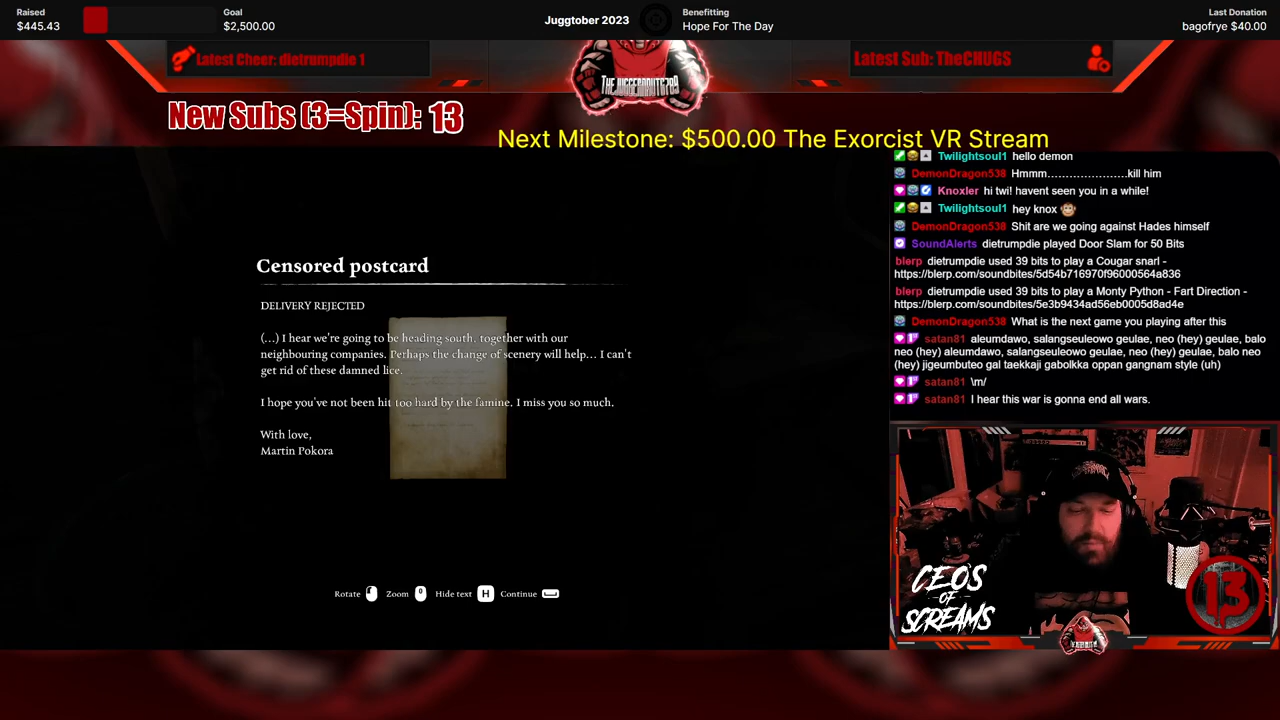 Raised
$445.43
Goal
$2,500.00
Juggtober 2023
Benefitting
Hope For The Day
Last Donation
bagofrye $40.00
Latest Cheer: dietrumpdie 1
THEJUGGERNAUT6789
Latest Sub: TheCHUGS
New Subs (3=Spin): 13
Next Milestone: $500.00 The Exorcist VR Stream
Censored postcard
DELIVERY REJECTED
(...) I hear we're going to be heading south, together with our
neighbouring companies. Perhaps the change of scenery will help... I can't
get rid of these damned lice.
I hope you've not been hit too hard by the famine. I miss you so much.
With love,
Martin Pokora
Rotate Zoom Hide text H Continue
Twilightsoul1 hello demon
DemonDragon538 Hmmm......................kill him
Knoxler hi twi! havent seen you in a while!
Twilightsoul1 hey knox
DemonDragon538 Shit are we going against Hades himself
SoundAlerts dietrumpdie played Door Slam for 50 Bits
blerp dietrumpdie used 39 bits to play a Cougar snarl -
https://blerp.com/soundbites/5d54b716970f96000564a836
blerp dietrumpdie used 39 bits to play a Monty Python - Fart Direction -
https://blerp.com/soundbites/5e3b9434ad56eb0005d8ad4e
DemonDragon538 What is the next game you playing after this
satan81 aleumdawo, salangseuleowo geulae, neo (hey) geulae, balo
neo (hey) aleumdawo, salangseuleowo geulae, neo (hey) geulae, balo neo
(hey) jigeumbuteo gal taekkaji gabolkka oppan gangnam style (uh)
satan81 \m/
satan81 I hear this war is gonna end all wars.
CEOS
OF
SCREAMS
13